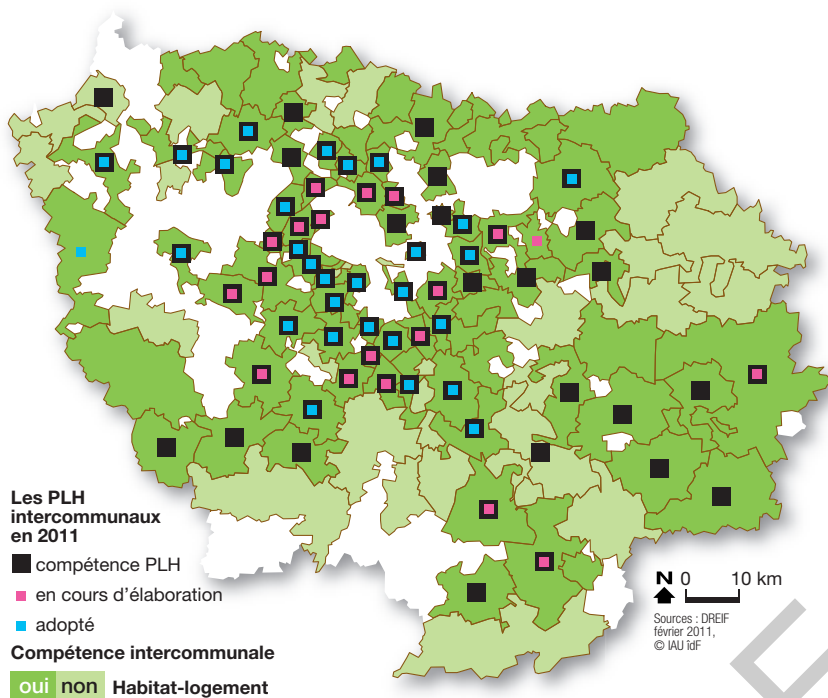 Les PLH
intercommunaux
en 2011
compétence PLH
en cours d'élaboration
adopté
Compétence intercommunale
oui non Habitat-logement
N 0 10 km
Sources : DREIF
février 2011,
© IAU îdF